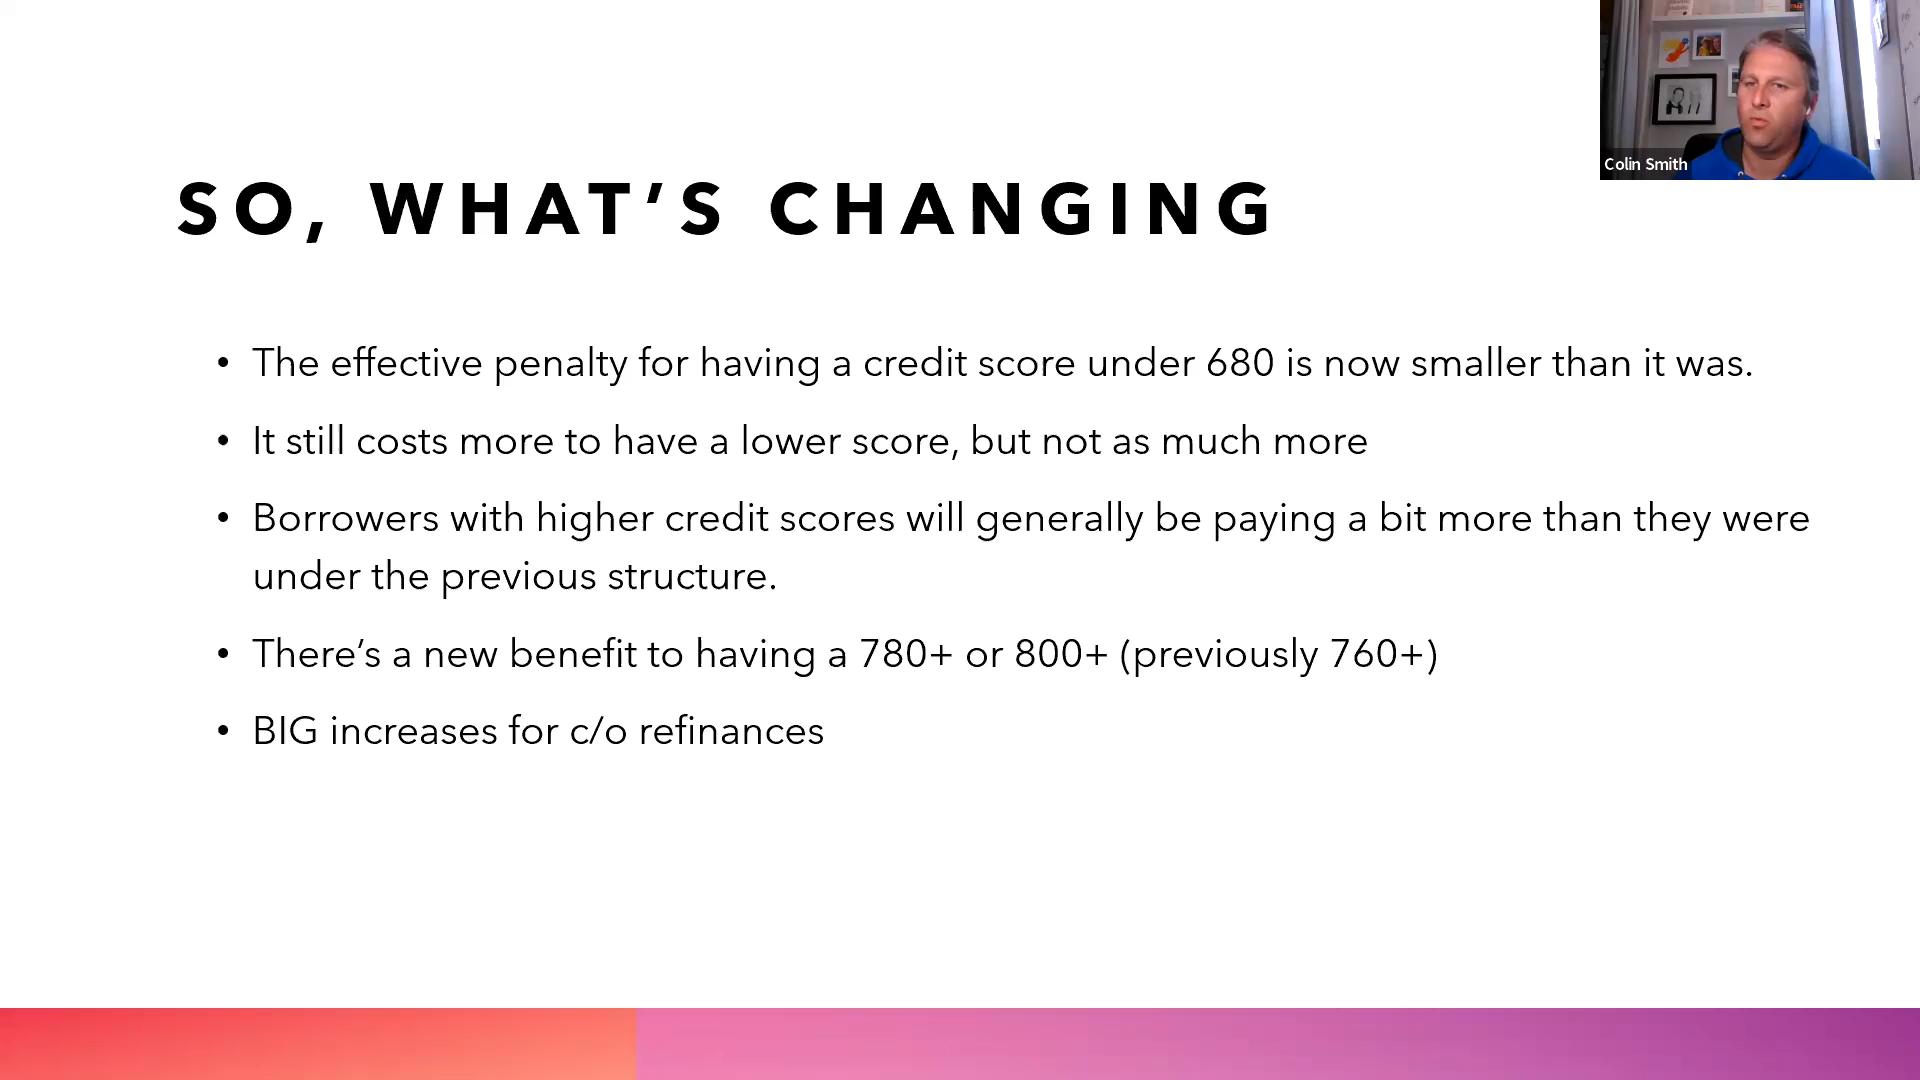 Colin Smith
SO, WHAT’S CHANGING
• The effective penalty for having a credit score under 680 is now smaller than it was.
• It still costs more to have a lower score, but not as much more
• Borrowers with higher credit scores will generally be paying a bit more than they were
under the previous structure.
• There’s a new benefit to having a 780+ or 800+ (previously 760+)
• BIG increases for c/o refinances